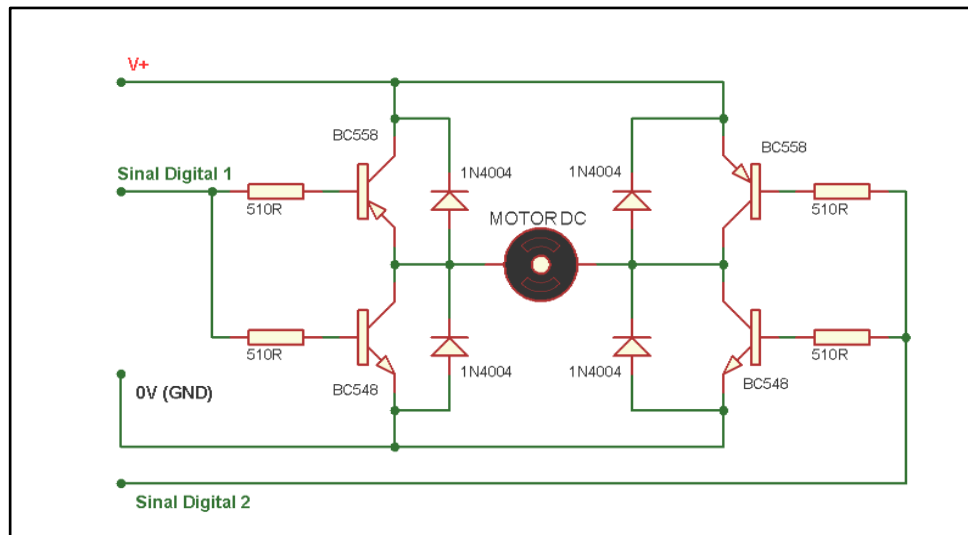 V+
BC558
BC558
Sinal Digital 1
1N4004
1N4004
510R
510R
MOTOR DC
510R
510R
1N4004
1N4004
BC548
BC548
0V (GND)
Sinal Digital 2